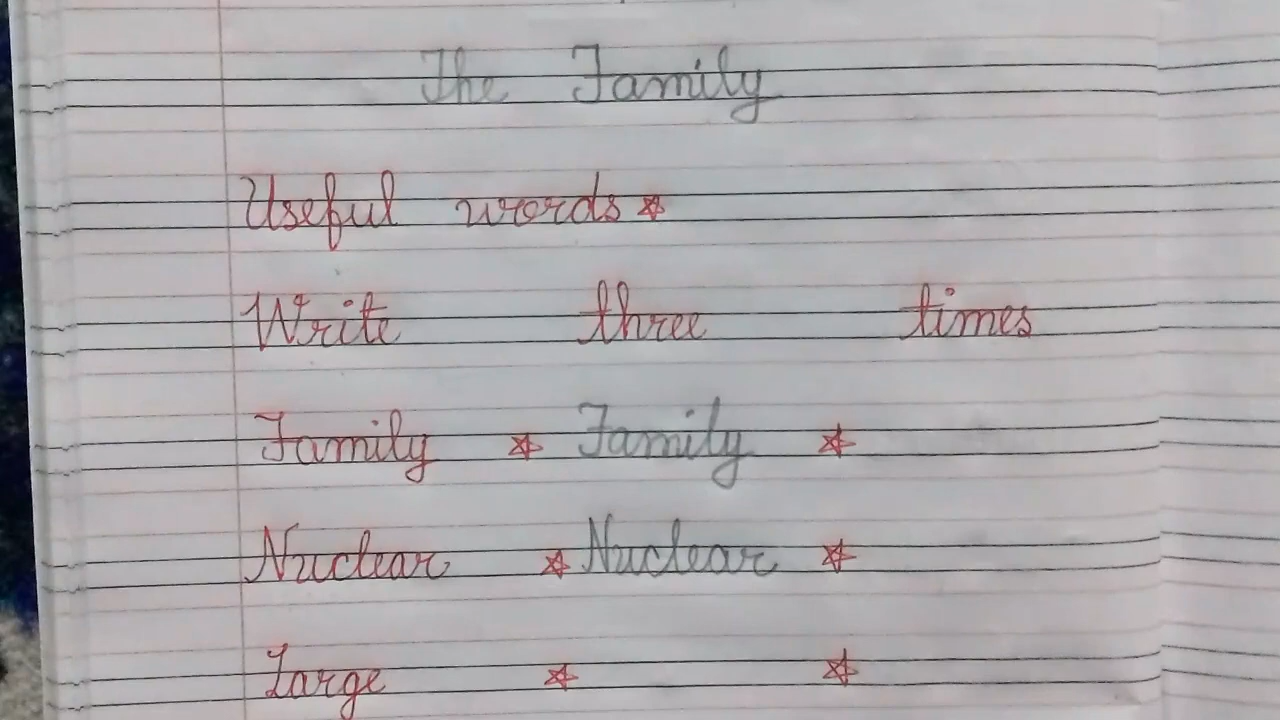 The Family
Useful words *
Write three times
Family * Family *
Nuclear * Nuclear *
Large * *